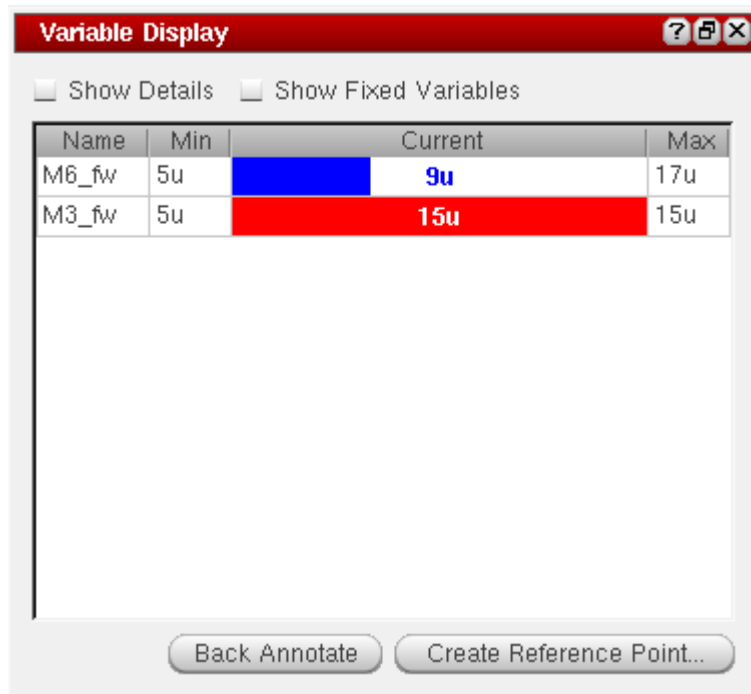 Variable Display
Show Details Show Fixed Variables
Name Min Current Max
M6_fw 5u 9u 17u
M3_fw 5u 15u 15u
Back Annotate Create Reference Point...